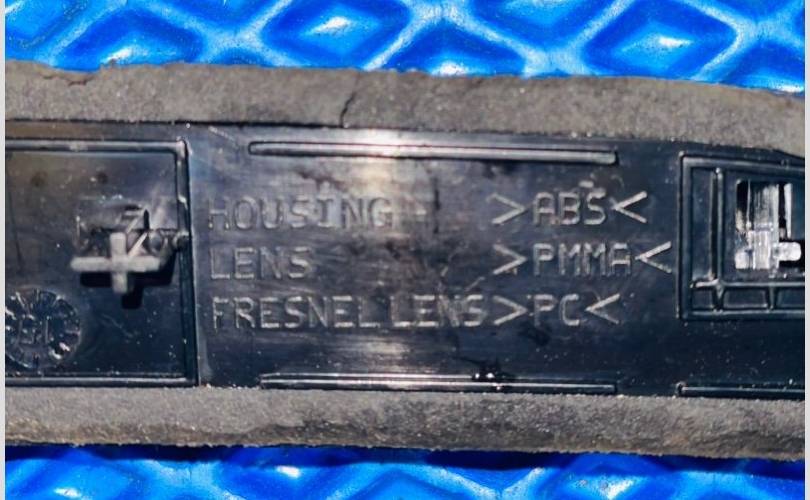 HOUSING >ABS<
LENS >PMMA<
FRESNEL LENS >PC<